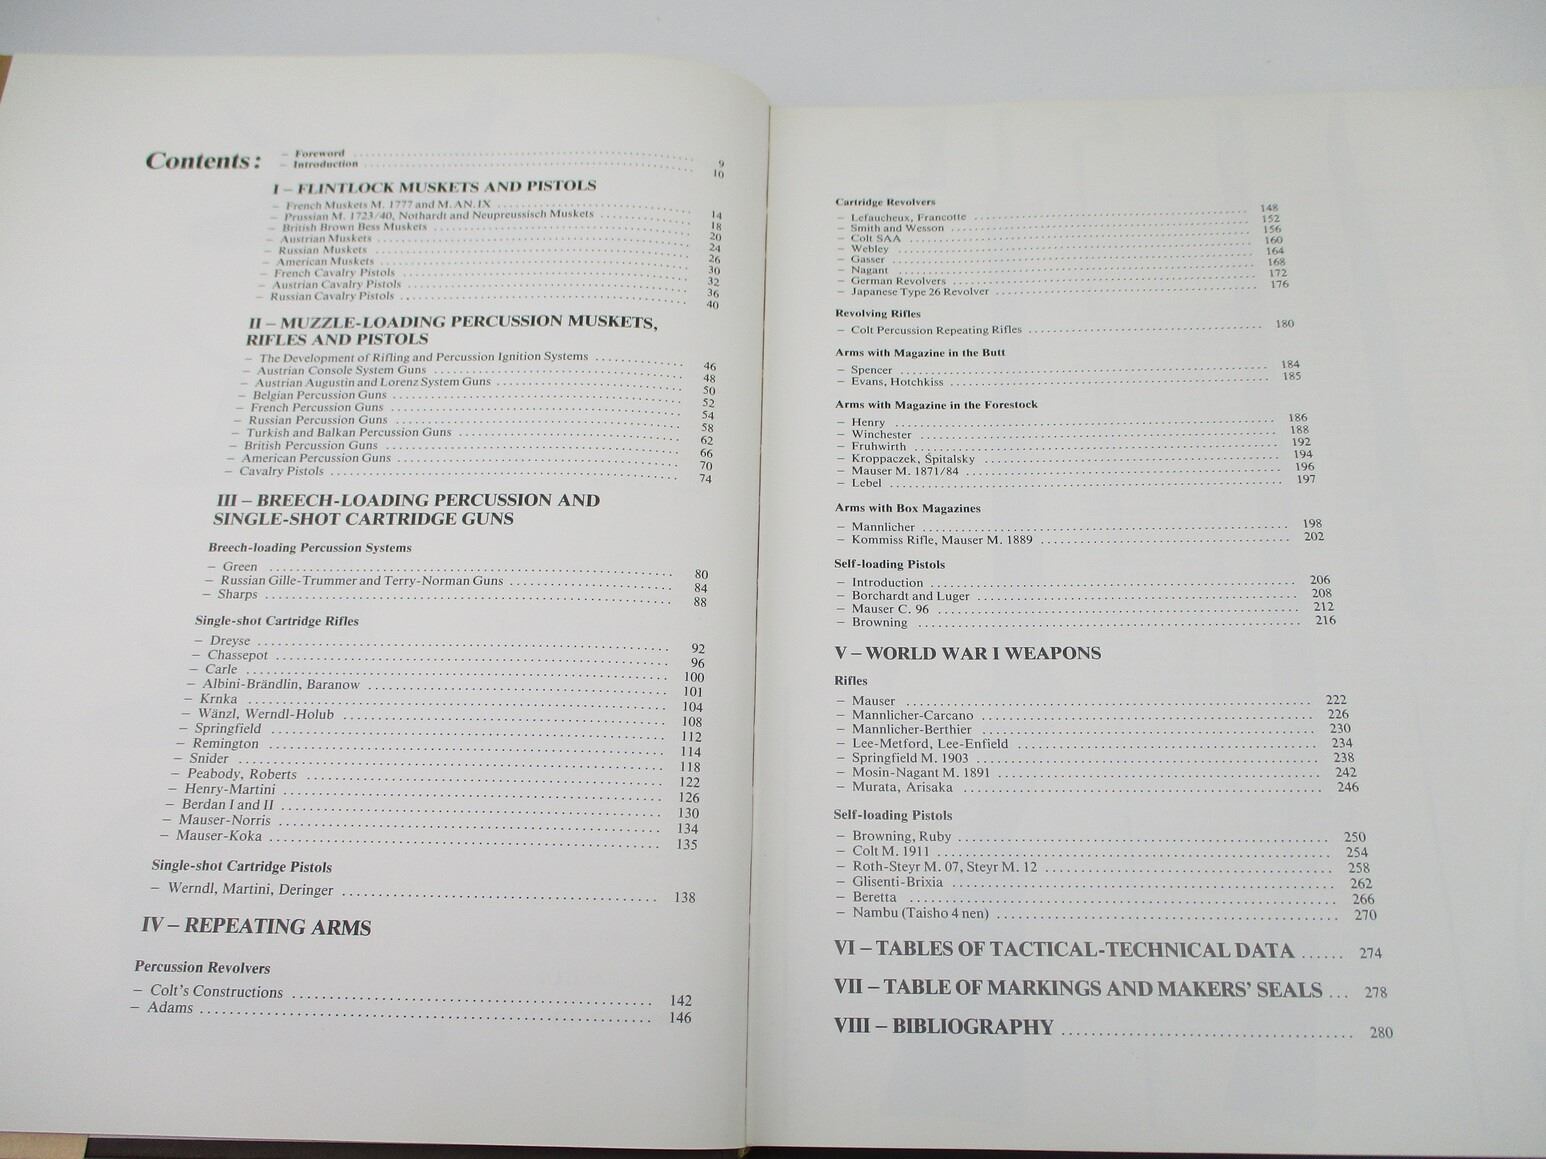 Contents:
– Foreword 9
– Introduction 10
I – FLINTLOCK MUSKETS AND PISTOLS
– French Muskets M. 1777 and M. AN. IX 14
– Prussian M. 1723/40, Nothardt and Neupreussisch Muskets 18
– British Brown Bess Muskets 20
– Austrian Muskets 24
– Russian Muskets 26
– American Muskets 30
– French Cavalry Pistols 32
– Austrian Cavalry Pistols 36
– Russian Cavalry Pistols 40
II – MUZZLE-LOADING PERCUSSION MUSKETS,
RIFLES AND PISTOLS
– The Development of Rifling and Percussion Ignition Systems 46
– Austrian Console System Guns 48
– Austrian Augustin and Lorenz System Guns 50
– Belgian Percussion Guns 52
– French Percussion Guns 54
– Russian Percussion Guns 58
– Turkish and Balkan Percussion Guns 62
– British Percussion Guns 66
– American Percussion Guns 70
– Cavalry Pistols 74
III – BREECH-LOADING PERCUSSION AND
SINGLE-SHOT CARTRIDGE GUNS
Breech-loading Percussion Systems
– Green 80
– Russian Gille-Trummer and Terry-Norman Guns 84
– Sharps 88
Single-shot Cartridge Rifles
– Dreyse 92
– Chassepot 96
– Carle 100
– Albini-Brändlin, Baranow 101
– Krnka 104
– Wänzl, Werndl-Holub 108
– Springfield 112
– Remington 114
– Snider 118
– Peabody, Roberts 122
– Henry-Martini 126
– Berdan I and II 130
– Mauser-Norris 134
– Mauser-Koka 135
Single-shot Cartridge Pistols
– Werndl, Martini, Deringer 138
IV – REPEATING ARMS
Percussion Revolvers
– Colt's Constructions 142
– Adams 146
Cartridge Revolvers
– Lefaucheux, Francotte 148
– Smith and Wesson 152
– Colt SAA 156
– Webley 160
– Gasser 164
– Nagant 168
– German Revolvers 172
– Japanese Type 26 Revolver 176
Revolving Rifles
– Colt Percussion Repeating Rifles 180
Arms with Magazine in the Butt
– Spencer 184
– Evans, Hotchkiss 185
Arms with Magazine in the Forestock
– Henry 186
– Winchester 188
– Fruhwirth 192
– Kroppaczek, Spitalsky 194
– Mauser M. 1871/84 196
– Lebel 197
Arms with Box Magazines
– Mannlicher 198
– Kommiss Rifle, Mauser M. 1889 202
Self-loading Pistols
– Introduction 206
– Borchardt and Luger 208
– Mauser C. 96 212
– Browning 216
V – WORLD WAR I WEAPONS
Rifles
– Mauser 222
– Mannlicher-Carcano 226
– Mannlicher-Berthier 230
– Lee-Metford, Lee-Enfield 234
– Springfield M. 1903 238
– Mosin-Nagant M. 1891 242
– Murata, Arisaka 246
Self-loading Pistols
– Browning, Ruby 250
– Colt M. 1911 254
– Roth-Steyr M. 07, Steyr M. 12 258
– Glisenti-Brixia 262
– Beretta 266
– Nambu (Taisho 4 nen) 270
VI – TABLES OF TACTICAL-TECHNICAL DATA 274
VII – TABLE OF MARKINGS AND MAKERS' SEALS 278
VIII – BIBLIOGRAPHY 280